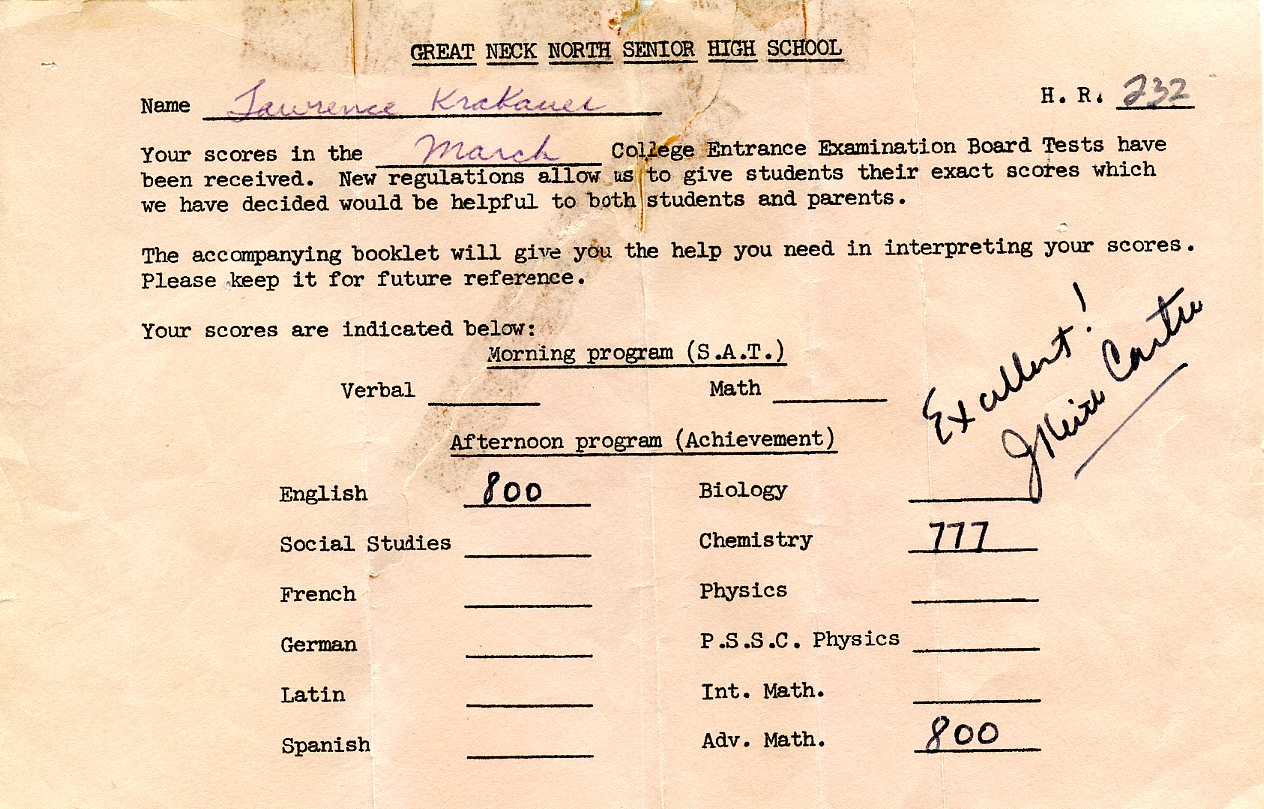 GREAT NECK NORTH SENIOR HIGH SCHOOL
Name Lawrence Krakauer H. R. 232
Your scores in the March College Entrance Examination Board Tests have
been received. New regulations allow us to give students their exact scores which
we have decided would be helpful to both students and parents.
The accompanying booklet will give you the help you need in interpreting your scores.
Please keep it for future reference.
Your scores are indicated below:
Morning program (S.A.T.)
Verbal Math
Excellent!
J Keith
Afternoon program (Achievement)
English 800 Biology
Social Studies Chemistry 777
French Physics
German P.S.S.C. Physics
Latin Int. Math.
Spanish Adv. Math. 800